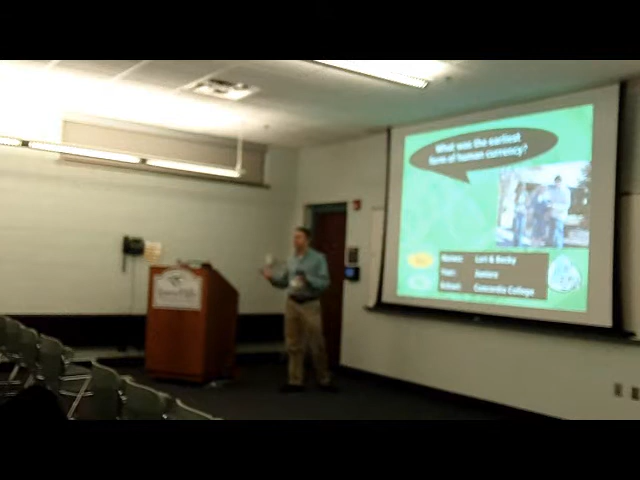 What was the earliest
form of human currency?
Names: Lori & Becky
Year: Juniors
School: Concordia College